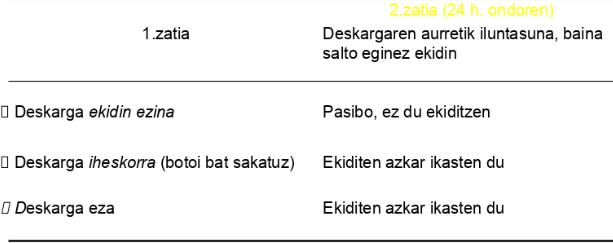 2.zatia (24 h. ondoren)
1.zatia
Deskargaren aurretik iluntasuna, baina
salto eginez ekidin
▯ Deskarga ekidin ezina
Pasibo, ez du ekiditzen
▯ Deskarga iheskorra (botoi bat sakatuz)
Ekiditen azkar ikasten du
▯ Deskarga eza
Ekiditen azkar ikasten du